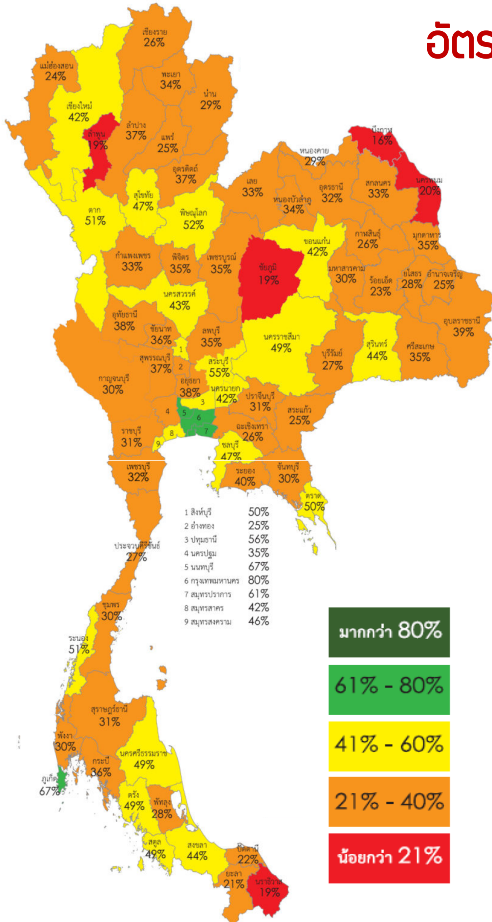 อัตร
เชียงราย
26%
แม่ฮ่องสอน
24%
พะเยา
34%
น่าน
29%
เชียงใหม่
42%
ลำพูน
19%
ลำปาง
37%
แพร่
25%
อุตรดิตถ์
37%
สุโขทัย
47%
ตาก
51%
พิษณุโลก
52%
บึงกาฬ
16%
หนองคาย
29%
นครพนม
20%
เลย
33%
หนองบัวลำภู
34%
อุดรธานี
32%
สกลนคร
33%
กำแพงเพชร
33%
พิจิตร
35%
เพชรบูรณ์
35%
ชัยภูมิ
19%
ขอนแก่น
42%
กาฬสินธุ์
26%
มุกดาหาร
35%
มหาสารคาม
30%
ร้อยเอ็ด
23%
ยโสธร
28%
อำนาจเจริญ
25%
นครสวรรค์
43%
อุทัยธานี
38%
ชัยนาท
36%
ลพบุรี
35%
นครราชสีมา
49%
บุรีรัมย์
27%
สุรินทร์
44%
ศรีสะเกษ
35%
อุบลราชธานี
39%
กาญจนบุรี
30%
สุพรรณบุรี
37%
1
2
สระบุรี
55%
อยุธยา
38%
นครนายก
42%
3
ปราจีนบุรี
31%
สระแก้ว
25%
4
5
6
7
8
9
ฉะเชิงเทรา
26%
ราชบุรี
31%
ชลบุรี
47%
เพชรบุรี
32%
ระยอง
40%
จันทบุรี
30%
ตราด
50%
1 สิงห์บุรี 50%
2 อ่างทอง 25%
3 ปทุมธานี 56%
4 นครปฐม 35%
5 นนทบุรี 67%
6 กรุงเทพมหานคร 80%
7 สมุทรปราการ 61%
8 สมุทรสาคร 42%
9 สมุทรสงคราม 46%
ประจวบคีรีขันธ์
27%
ชุมพร
30%
ระนอง
51%
สุราษฎร์ธานี
31%
พังงา
30%
กระบี่
36%
นครศรีธรรมราช
49%
ภูเก็ต
67%
ตรัง
49%
พัทลุง
28%
สตูล
49%
สงขลา
44%
ปัตตานี
22%
ยะลา
21%
นราธิวาส
19%
มากกว่า 80%
61% - 80%
41% - 60%
21% - 40%
น้อยกว่า 21%